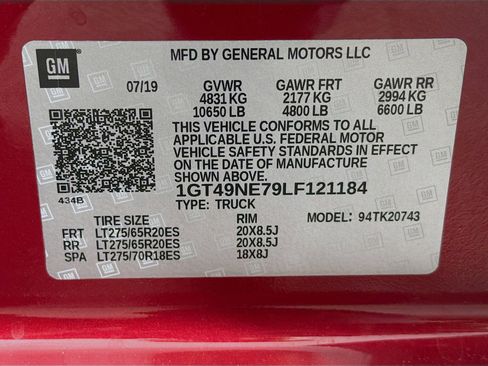 MFD BY GENERAL MOTORS LLC
GM
07/19 GVWR GAWR FRT GAWR RR
4831 KG 2177 KG 2994 KG
10650 LB 4800 LB 6600 LB
THIS VEHICLE CONFORMS TO ALL
APPLICABLE U.S. FEDERAL MOTOR
VEHICLE SAFETY STANDARDS IN EFFECT
ON THE DATE OF MANUFACTURE
SHOWN ABOVE.
1GT49NE79LF121184
434B TYPE: TRUCK
TIRE SIZE RIM MODEL: 94TK20743
FRT LT275/65R20ES 20X8.5J
RR LT275/65R20ES 20X8.5J
SPA LT275/70R18ES 18X8J